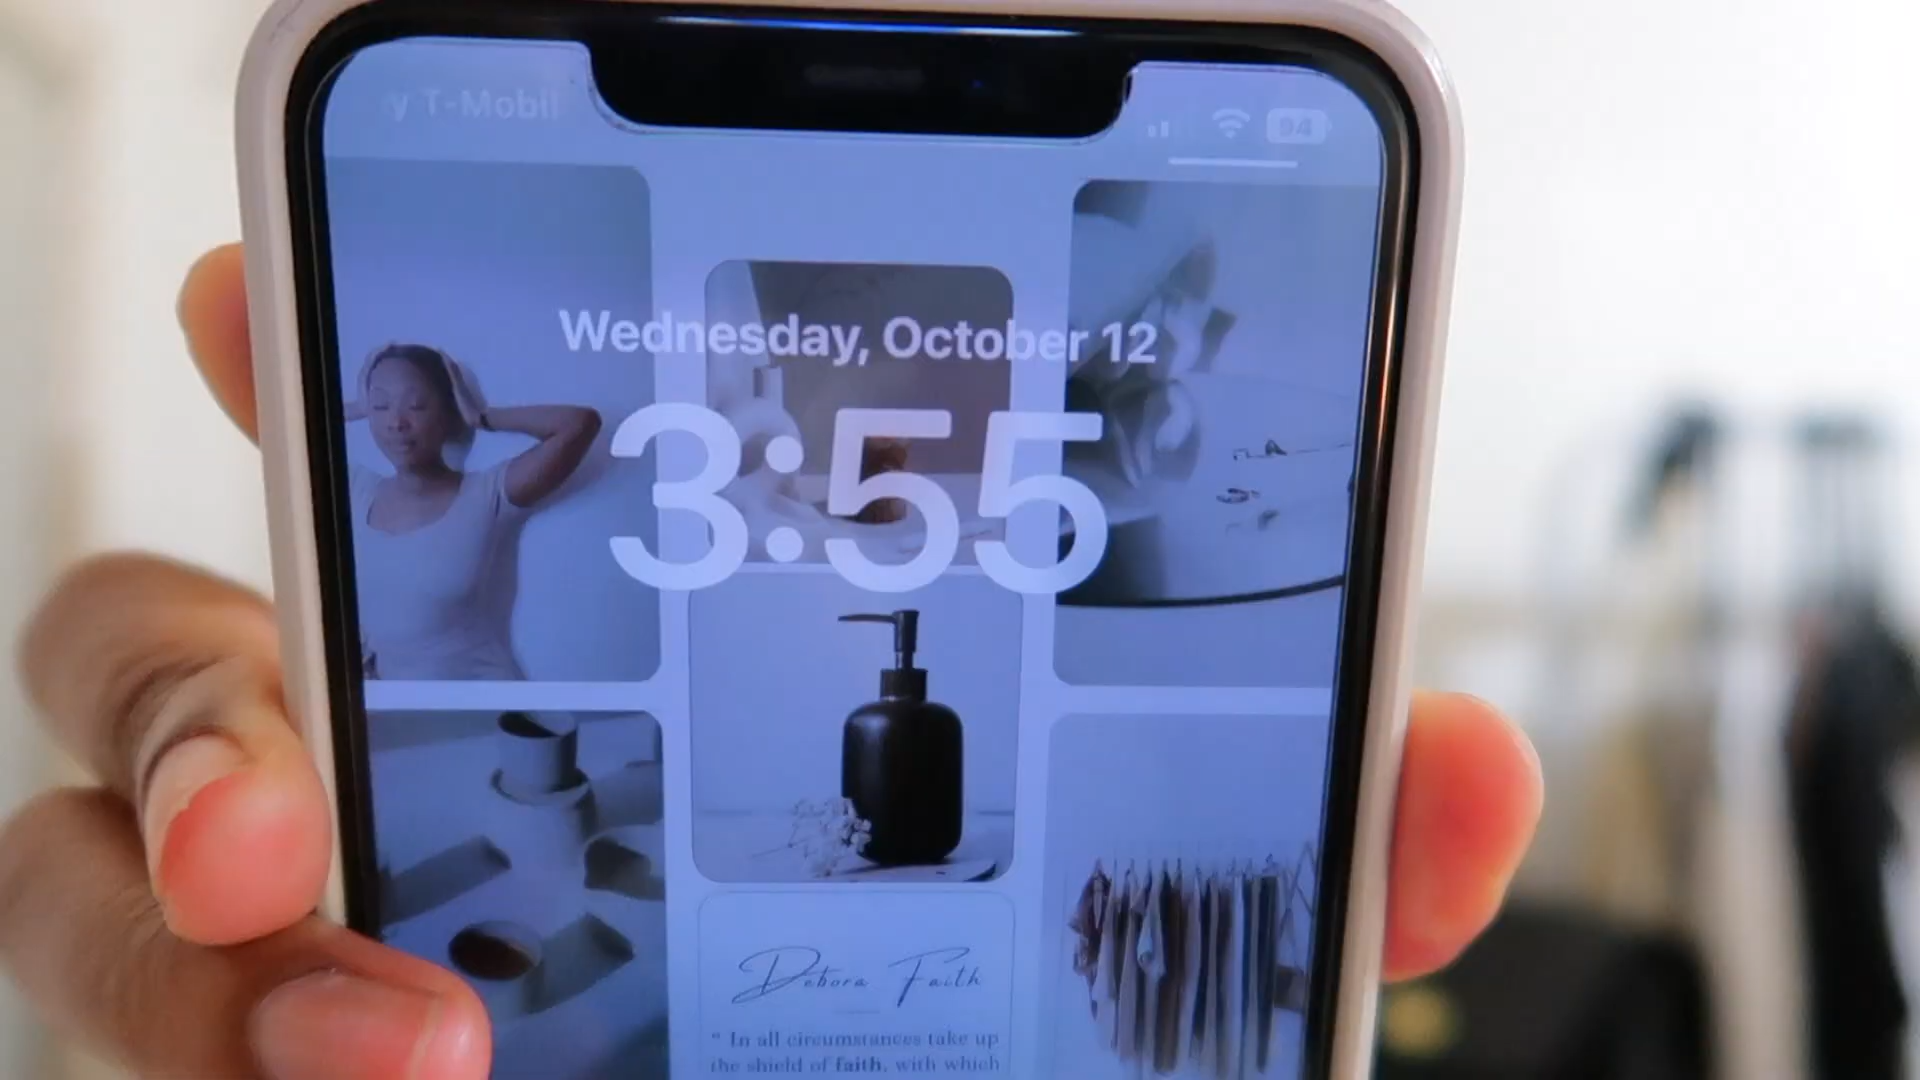 y T-Mobil
94
Wednesday, October 12
3:55
Debora Faith
“ In all circumstances take up
the shield of faith, with which